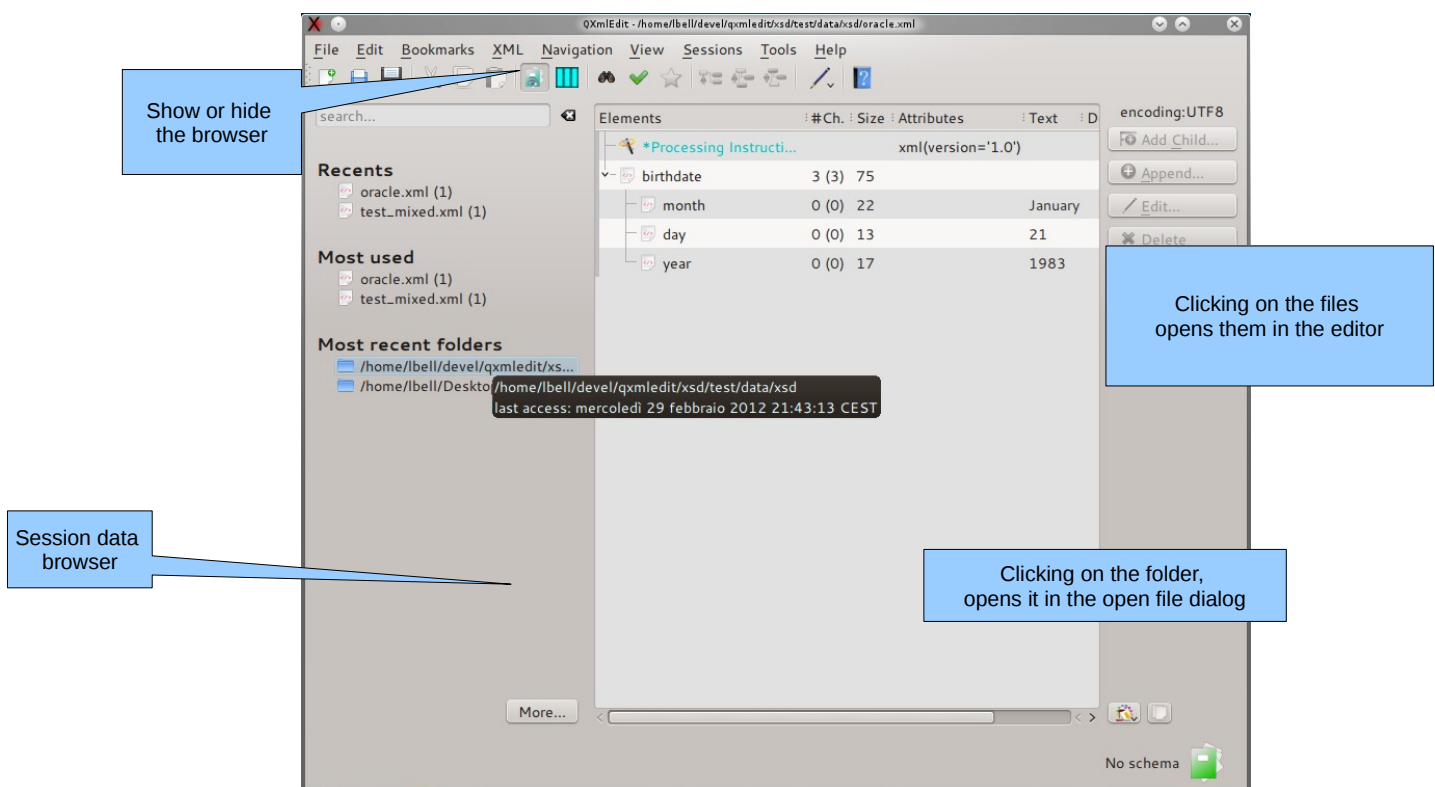 QXmlEdit - /home/lbell/devel/qxmledit/xsd/test/data/xsd/oracle.xml
File Edit Bookmarks XML Navigation View Sessions Tools Help
Show or hide
the browser
search...
Recents
oracle.xml (1)
test_mixed.xml (1)
Most used
oracle.xml (1)
test_mixed.xml (1)
Most recent folders
/home/lbell/devel/qxmledit/xs...
/home/lbell/Deskto
/home/lbell/devel/qxmledit/xsd/test/data/xsd
last access: mercoledì 29 febbraio 2012 21:43:13 CEST
Session data
browser
More...
Elements #Ch. Size Attributes Text D
*Processing Instructi... xml(version='1.0')
birthdate 3 (3) 75
month 0 (0) 22 January
day 0 (0) 13 21
year 0 (0) 17 1983
encoding:UTF8
Add Child...
Append...
Edit...
Delete
Clicking on the files
opens them in the editor
Clicking on the folder,
opens it in the open file dialog
No schema